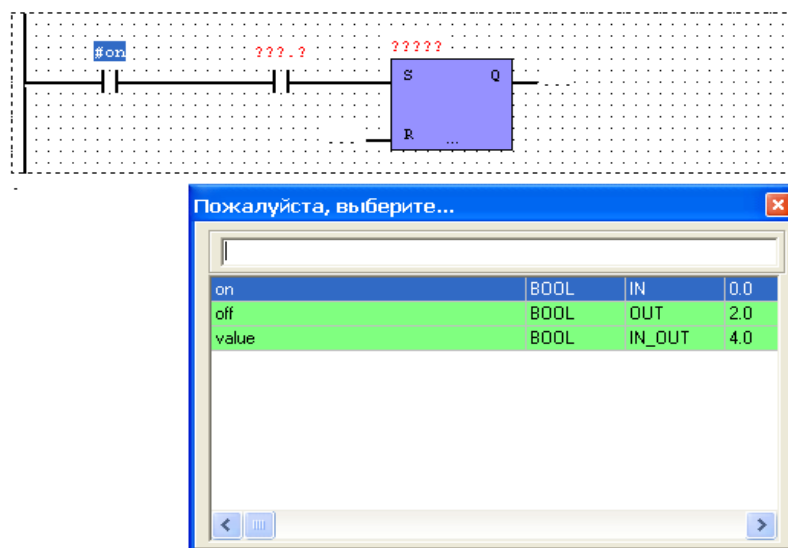 #on ???.? ?????
S Q
R ...
Пожалуйста, выберите...
on BOOL IN 0.0
off BOOL OUT 2.0
value BOOL IN_OUT 4.0